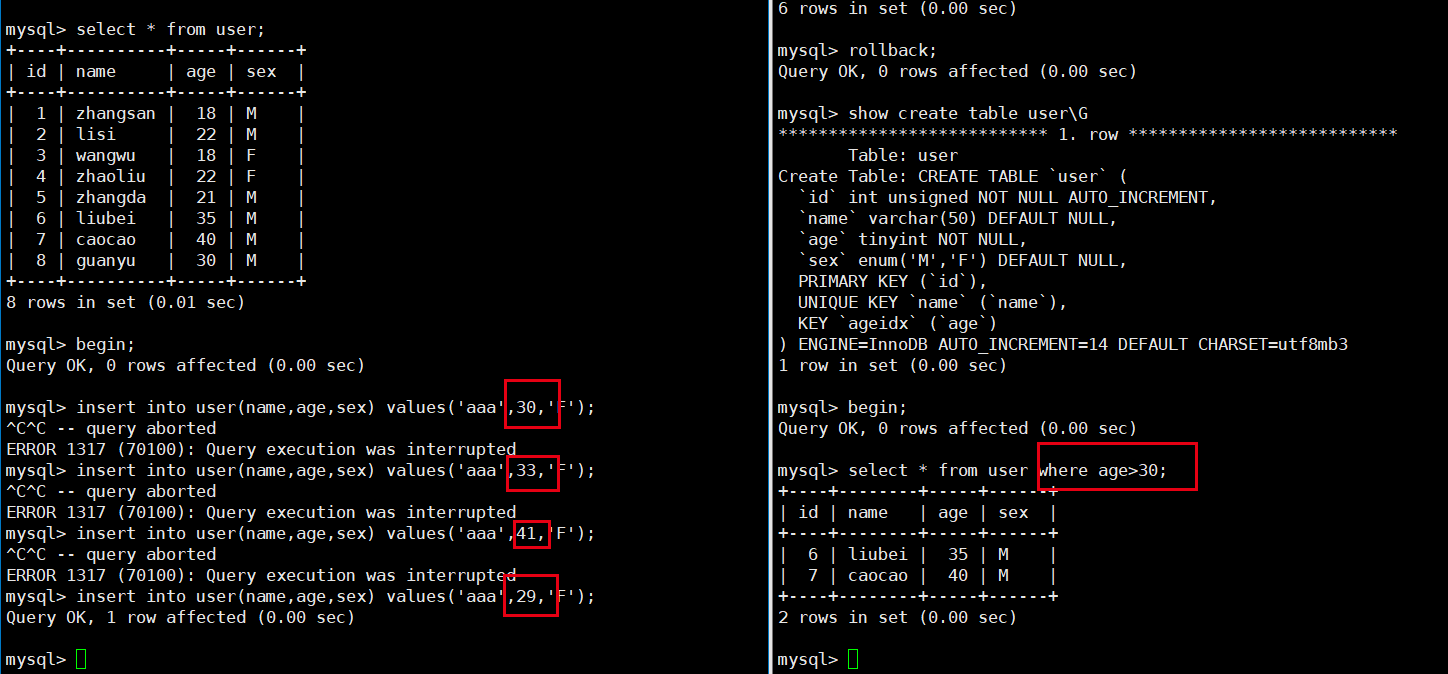 mysql> select * from user;
+----+----------+-----+------+
| id | name     | age | sex  |
+----+----------+-----+------+
|  1 | zhangsan |  18 | M    |
|  2 | lisi     |  22 | M    |
|  3 | wangwu   |  18 | F    |
|  4 | zhaoliu  |  22 | F    |
|  5 | zhangda  |  21 | M    |
|  6 | liubei   |  35 | M    |
|  7 | caocao   |  40 | M    |
|  8 | guanyu   |  30 | M    |
+----+----------+-----+------+
8 rows in set (0.01 sec)
mysql> begin;
Query OK, 0 rows affected (0.00 sec)
mysql> insert into user(name,age,sex) values('aaa',30,'F');
^C^C -- query aborted
ERROR 1317 (70100): Query execution was interrupted
mysql> insert into user(name,age,sex) values('aaa',33,'F');
^C^C -- query aborted
ERROR 1317 (70100): Query execution was interrupted
mysql> insert into user(name,age,sex) values('aaa',41,'F');
^C^C -- query aborted
ERROR 1317 (70100): Query execution was interrupted
mysql> insert into user(name,age,sex) values('aaa',29,'F');
Query OK, 1 row affected (0.00 sec)
mysql>
6 rows in set (0.00 sec)
mysql> rollback;
Query OK, 0 rows affected (0.00 sec)
mysql> show create table user\G
*************************** 1. row ***************************
       Table: user
Create Table: CREATE TABLE `user` (
  `id` int unsigned NOT NULL AUTO_INCREMENT,
  `name` varchar(50) DEFAULT NULL,
  `age` tinyint NOT NULL,
  `sex` enum('M','F') DEFAULT NULL,
  PRIMARY KEY (`id`),
  UNIQUE KEY `name` (`name`),
  KEY `ageidx` (`age`)
) ENGINE=InnoDB AUTO_INCREMENT=14 DEFAULT CHARSET=utf8mb3
1 row in set (0.00 sec)
mysql> begin;
Query OK, 0 rows affected (0.00 sec)
mysql> select * from user where age>30;
+----+--------+-----+------+
| id | name   | age | sex  |
+----+--------+-----+------+
|  6 | liubei |  35 | M    |
|  7 | caocao |  40 | M    |
+----+--------+-----+------+
2 rows in set (0.00 sec)
mysql>